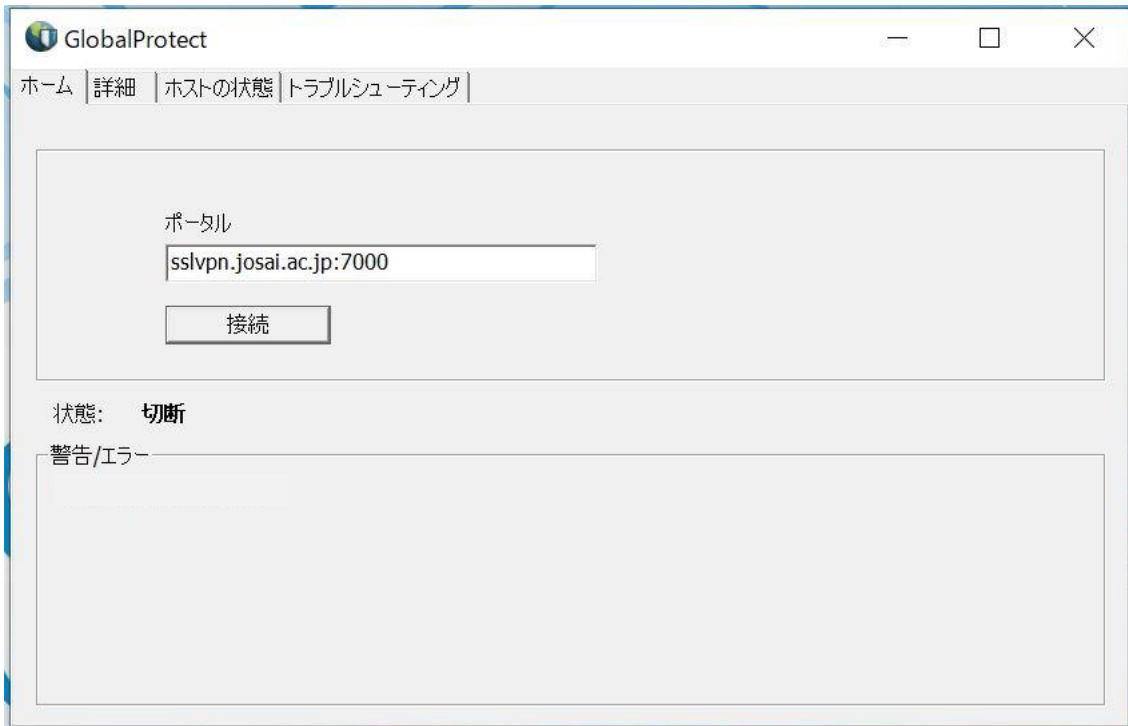 GlobalProtect
ホーム 詳細 ホストの状態 トラブルシューティング
ポータル
sslvpn.josai.ac.jp:7000
接続
状態: 切断
警告/エラー